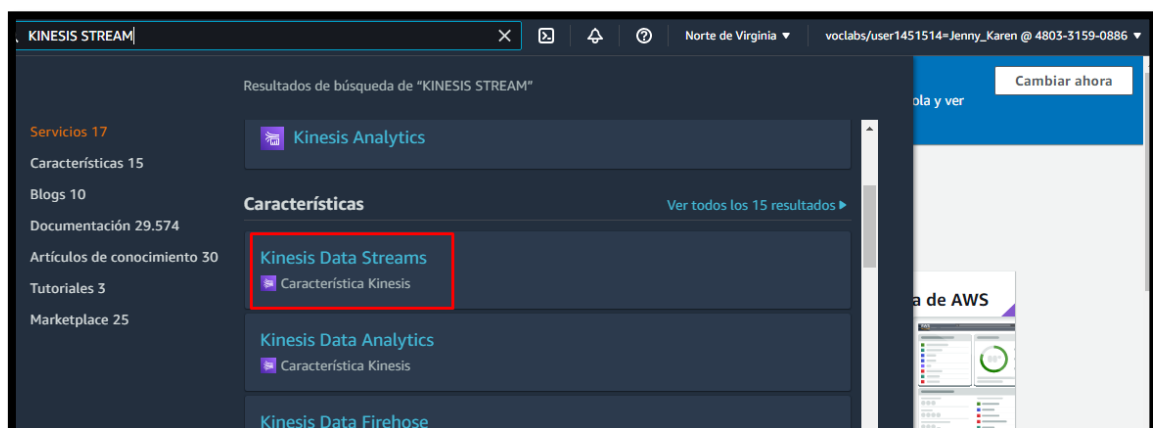 KINESIS STREAM
Norte de Virginia ▼
voclabs/user1451514=Jenny_Karen @ 4803-3159-0886 ▼
Resultados de búsqueda de "KINESIS STREAM"
Cambiar ahora
ola y ver
Servicios 17
Características 15
Blogs 10
Documentación 29.574
Artículos de conocimiento 30
Tutoriales 3
Marketplace 25
Kinesis Analytics
Características
Ver todos los 15 resultados ▶
Kinesis Data Streams
Característica Kinesis
Kinesis Data Analytics
Característica Kinesis
Kinesis Data Firehose
a de AWS